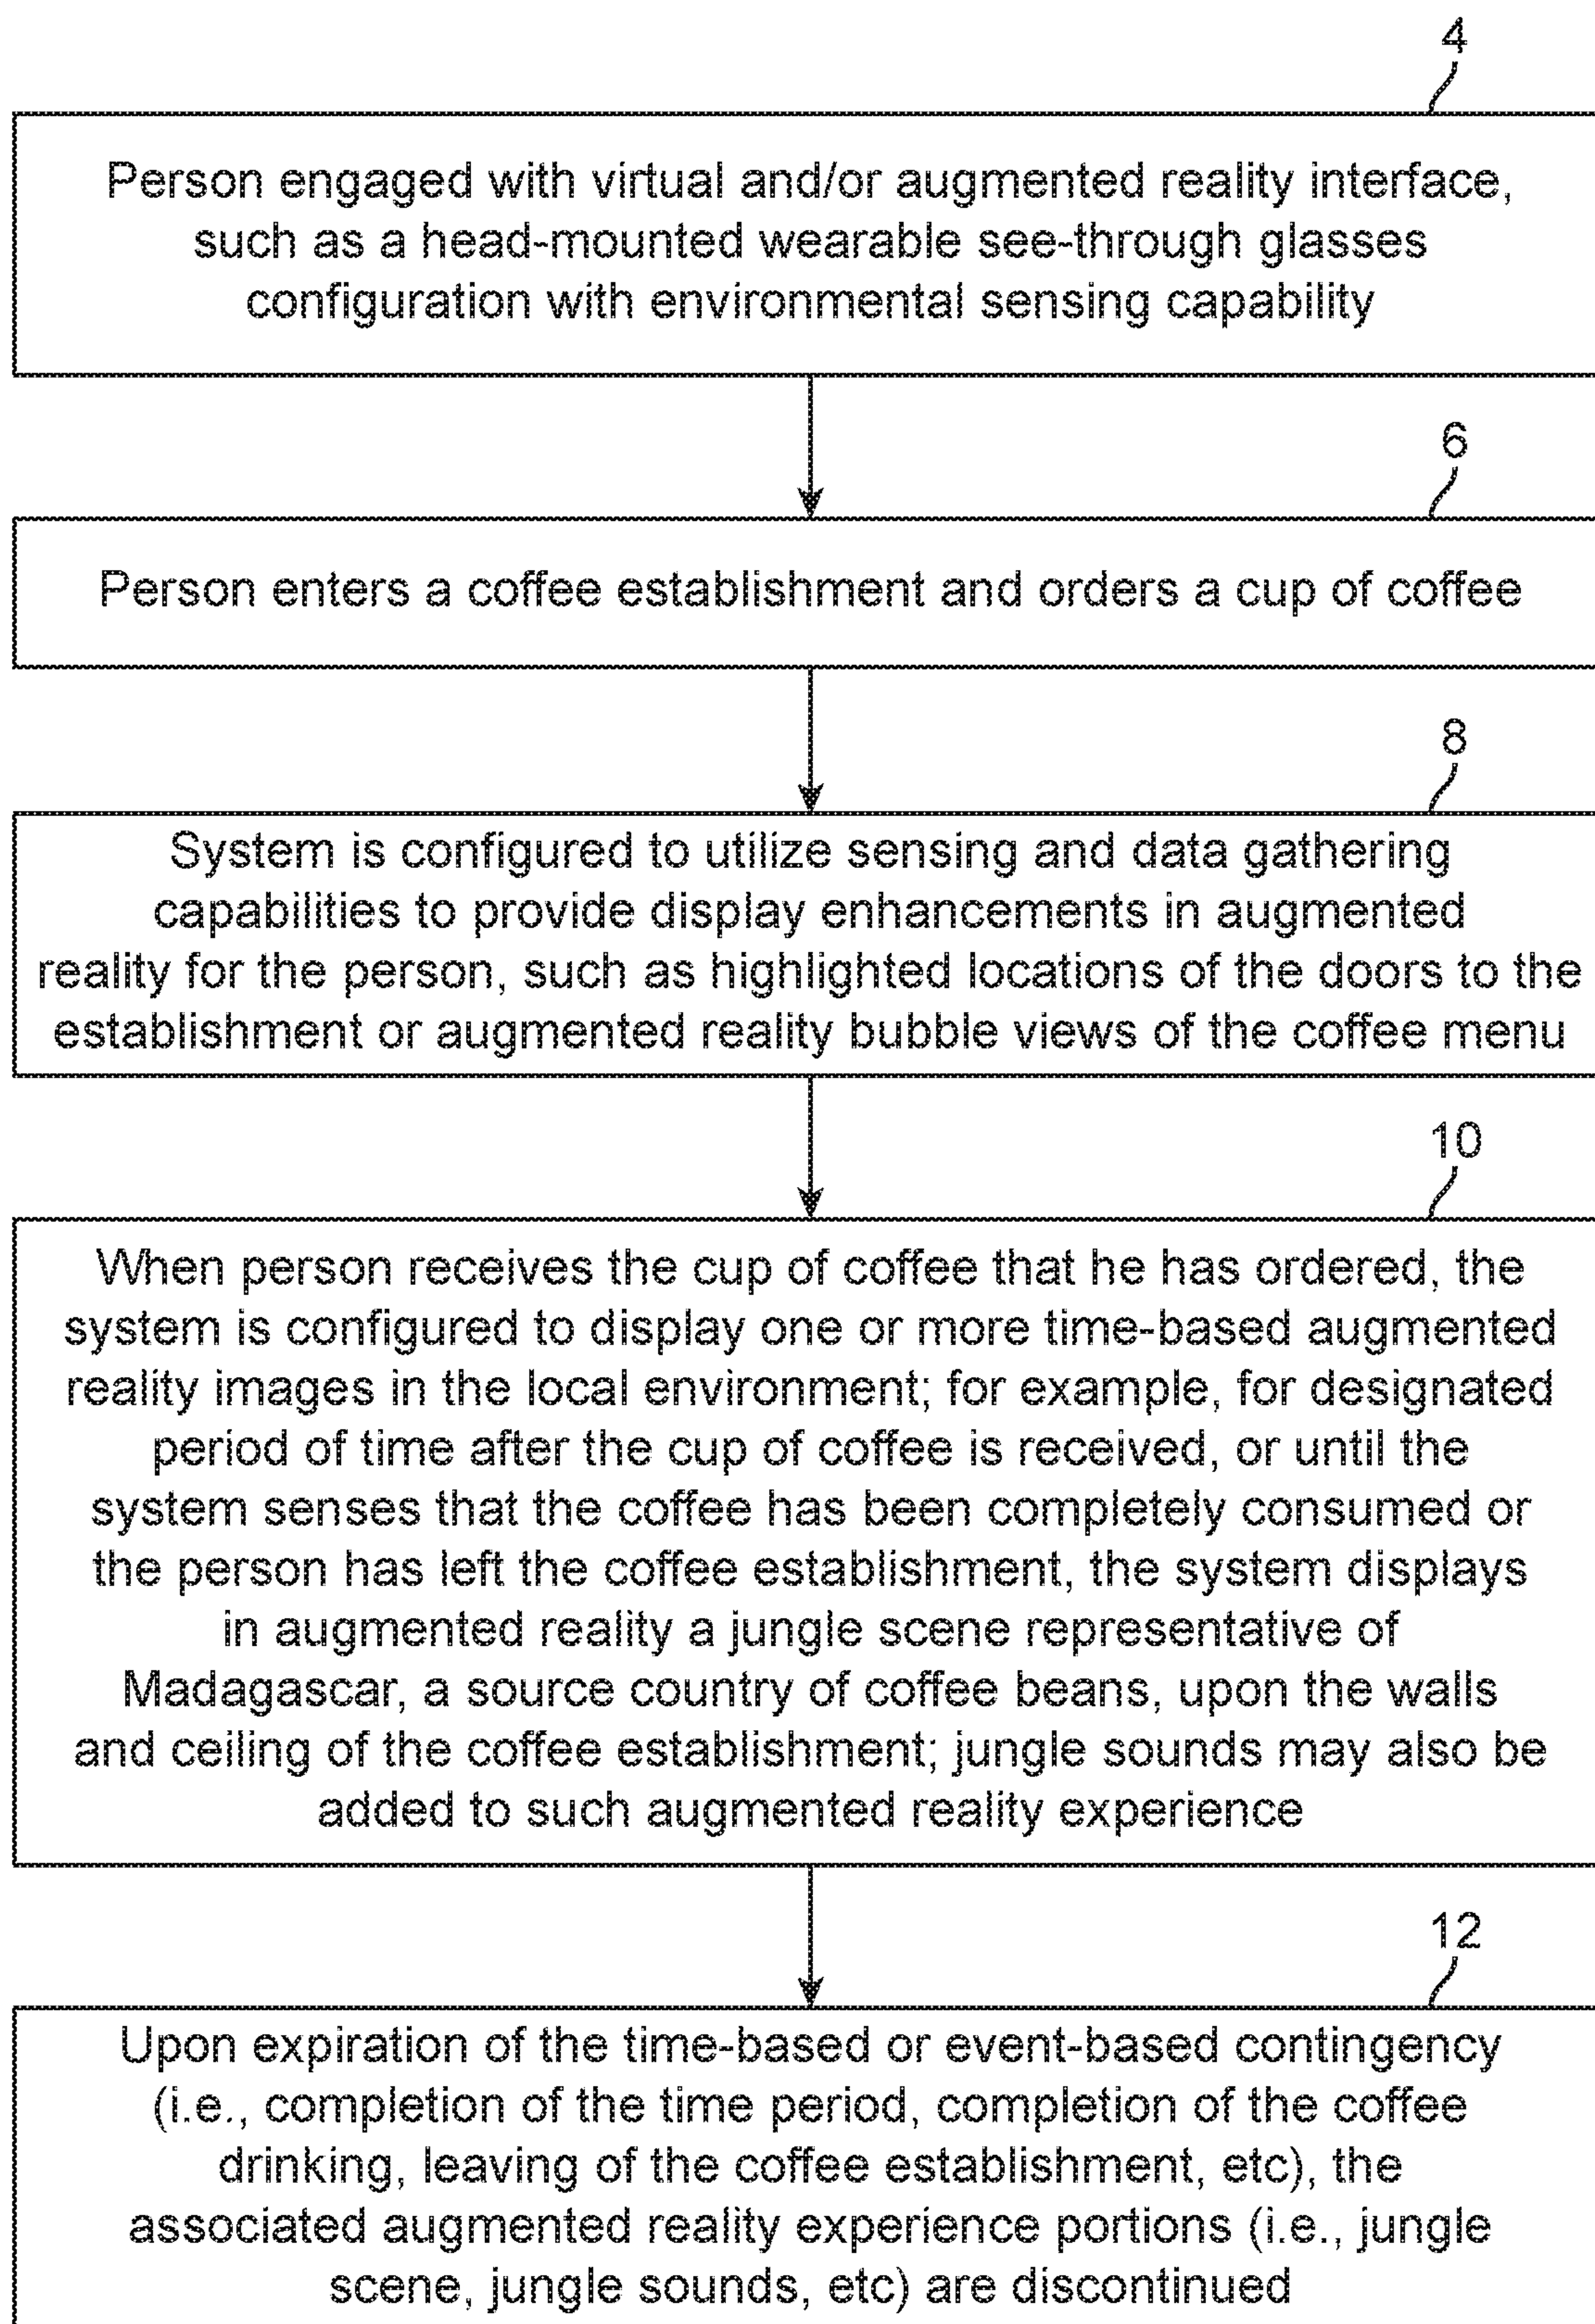 4
Person engaged with virtual and/or augmented reality interface,
such as a head-mounted wearable see-through glasses
configuration with environmental sensing capability
6
Person enters a coffee establishment and orders a cup of coffee
8
System is configured to utilize sensing and data gathering
capabilities to provide display enhancements in augmented
reality for the person, such as highlighted locations of the doors to the
establishment or augmented reality bubble views of the coffee menu
10
When person receives the cup of coffee that he has ordered, the
system is configured to display one or more time-based augmented
reality images in the local environment; for example, for designated
period of time after the cup of coffee is received, or until the
system senses that the coffee has been completely consumed or
the person has left the coffee establishment, the system displays
in augmented reality a jungle scene representative of
Madagascar, a source country of coffee beans, upon the walls
and ceiling of the coffee establishment; jungle sounds may also be
added to such augmented reality experience
12
Upon expiration of the time-based or event-based contingency
(i.e., completion of the time period, completion of the coffee
drinking, leaving of the coffee establishment, etc), the
associated augmented reality experience portions (i.e., jungle
scene, jungle sounds, etc) are discontinued